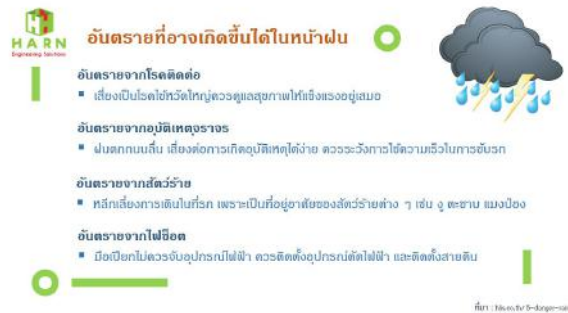 HARN
Engineering Solutions
อันตรายที่อาจเกิดขึ้นได้ในหน้าฝน
อันตรายจากโรคติดต่อ
▪ เสี่ยงเป็นโรคไข้หวัดใหญ่ควรดูแลสุขภาพให้แข็งแรงอยู่เสมอ
อันตรายจากอุบัติเหตุจราจร
▪ ฝนตกถนนลื่น เสี่ยงต่อการเกิดอุบัติเหตุได้ง่าย ควรระวังการใช้ความเร็วในการขับรถ
อันตรายจากสัตว์ร้าย
▪ หลีกเลี่ยงการเดินในที่รก เพราะเป็นที่อยู่อาศัยของสัตว์ร้ายต่าง ๆ เช่น งู ตะขาบ แมงป่อง
อันตรายจากไฟช็อต
▪ มือเปียกไม่ควรจับอุปกรณ์ไฟฟ้า ควรติดตั้งอุปกรณ์ตัดไฟฟ้า และติดตั้งสายดิน
ที่มา :